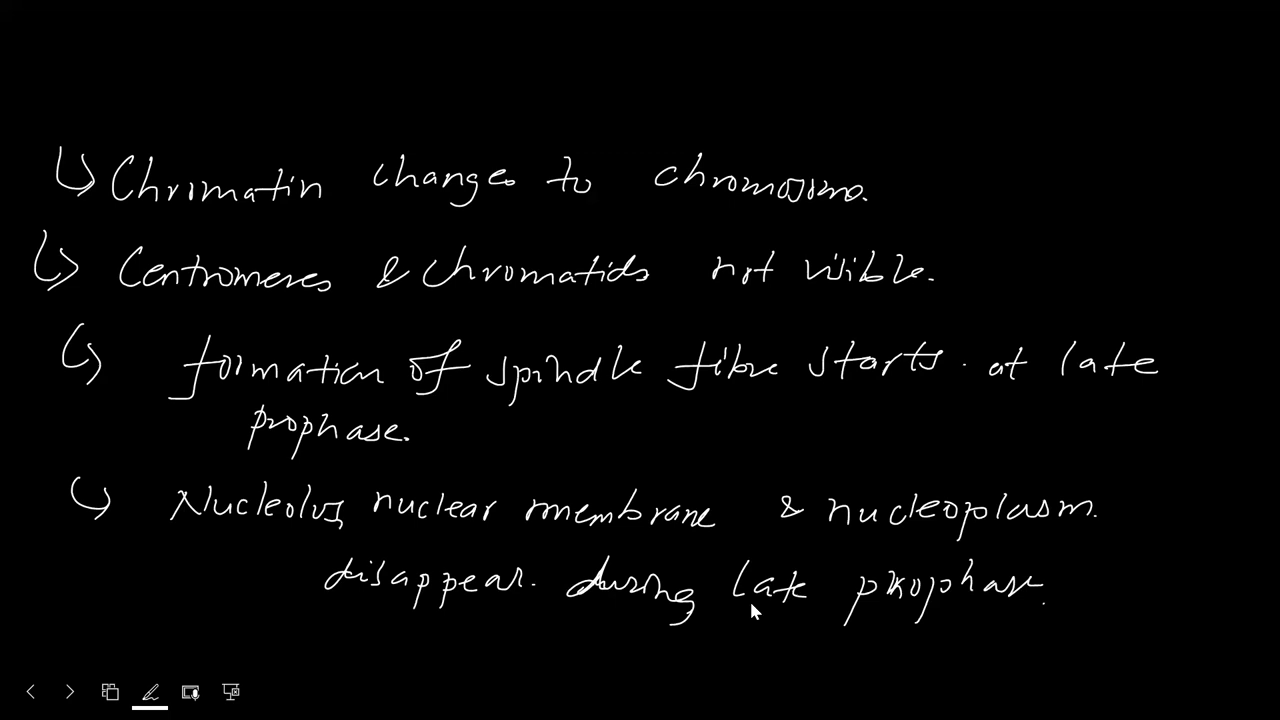 Chromatin changes to chromosome.
Centromeres & chromatids not visible.
formation of spindle fibre starts. at late
prophase.
Nucleolus, nuclear membrane & nucleoplasm.
disappear. during late prophase.